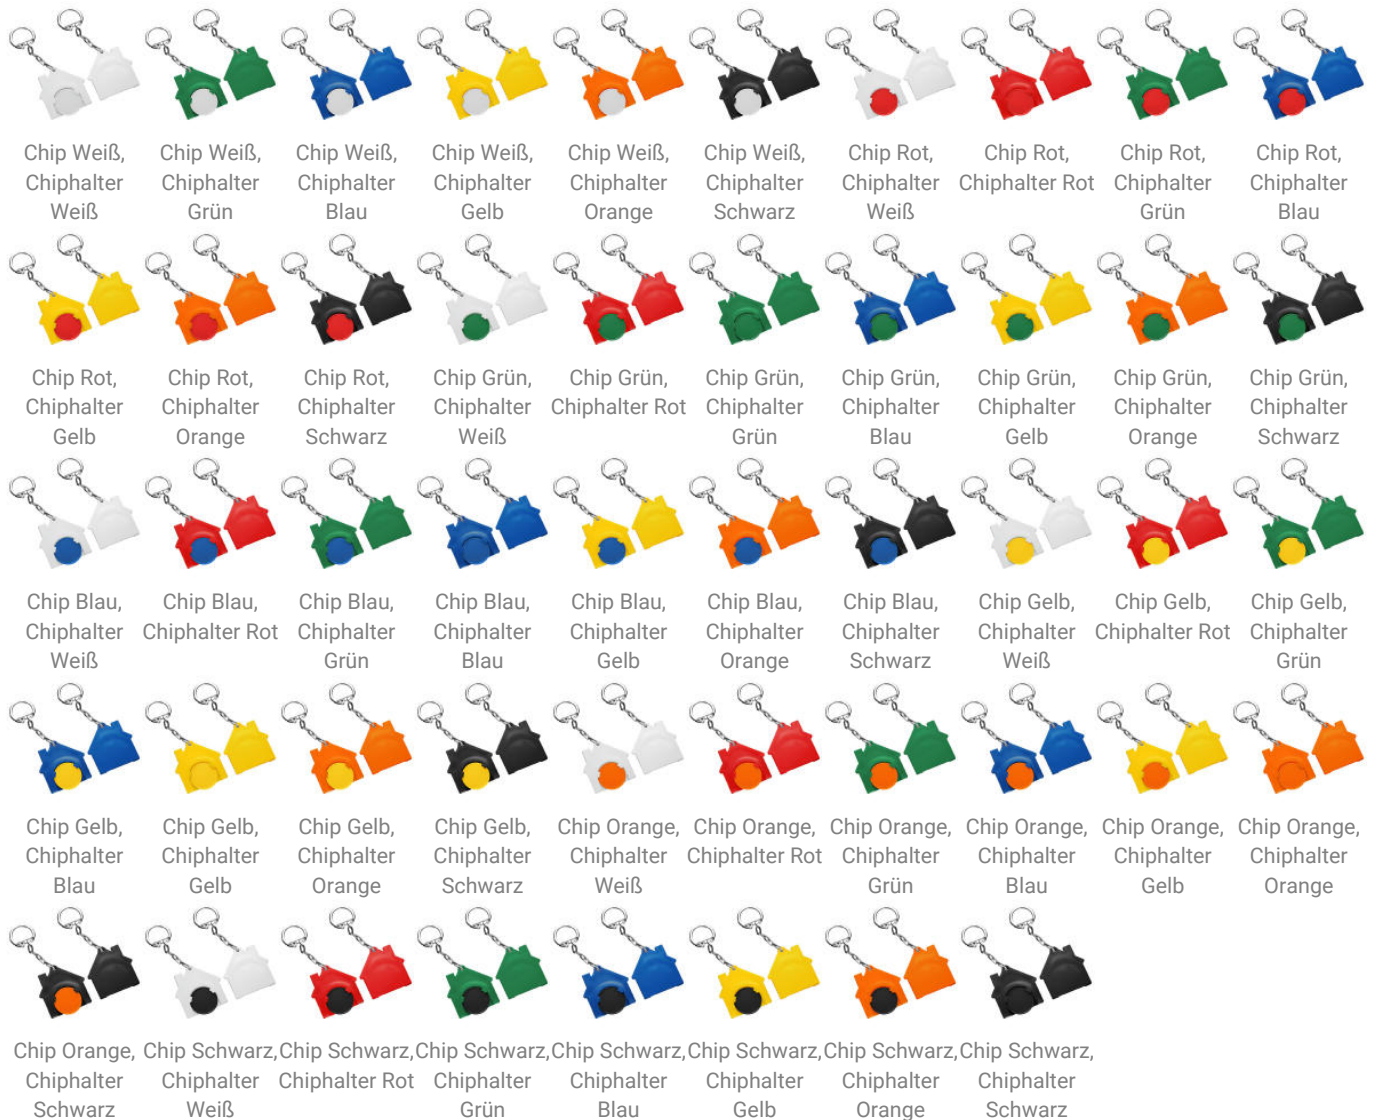 Chip Weiß,
Chiphalter
Weiß
Chip Weiß,
Chiphalter
Grün
Chip Weiß,
Chiphalter
Blau
Chip Weiß,
Chiphalter
Gelb
Chip Weiß,
Chiphalter
Orange
Chip Weiß,
Chiphalter
Schwarz
Chip Rot,
Chiphalter
Weiß
Chip Rot,
Chiphalter Rot
Chip Rot,
Chiphalter
Grün
Chip Rot,
Chiphalter
Blau
Chip Rot,
Chiphalter
Gelb
Chip Rot,
Chiphalter
Orange
Chip Rot,
Chiphalter
Schwarz
Chip Grün,
Chiphalter
Weiß
Chip Grün,
Chiphalter Rot
Chip Grün,
Chiphalter
Grün
Chip Grün,
Chiphalter
Blau
Chip Grün,
Chiphalter
Gelb
Chip Grün,
Chiphalter
Orange
Chip Grün,
Chiphalter
Schwarz
Chip Blau,
Chiphalter
Weiß
Chip Blau,
Chiphalter Rot
Chip Blau,
Chiphalter
Grün
Chip Blau,
Chiphalter
Blau
Chip Blau,
Chiphalter
Gelb
Chip Blau,
Chiphalter
Orange
Chip Blau,
Chiphalter
Schwarz
Chip Gelb,
Chiphalter
Weiß
Chip Gelb,
Chiphalter Rot
Chip Gelb,
Chiphalter
Grün
Chip Gelb,
Chiphalter
Blau
Chip Gelb,
Chiphalter
Gelb
Chip Gelb,
Chiphalter
Orange
Chip Gelb,
Chiphalter
Schwarz
Chip Orange,
Chiphalter
Weiß
Chip Orange,
Chiphalter Rot
Chip Orange,
Chiphalter
Grün
Chip Orange,
Chiphalter
Blau
Chip Orange,
Chiphalter
Gelb
Chip Orange,
Chiphalter
Orange
Chip Orange,
Chiphalter
Schwarz
Chip Schwarz,
Chiphalter
Weiß
Chip Schwarz,
Chiphalter Rot
Chip Schwarz,
Chiphalter
Grün
Chip Schwarz,
Chiphalter
Blau
Chip Schwarz,
Chiphalter
Gelb
Chip Schwarz,
Chiphalter
Orange
Chip Schwarz,
Chiphalter
Schwarz